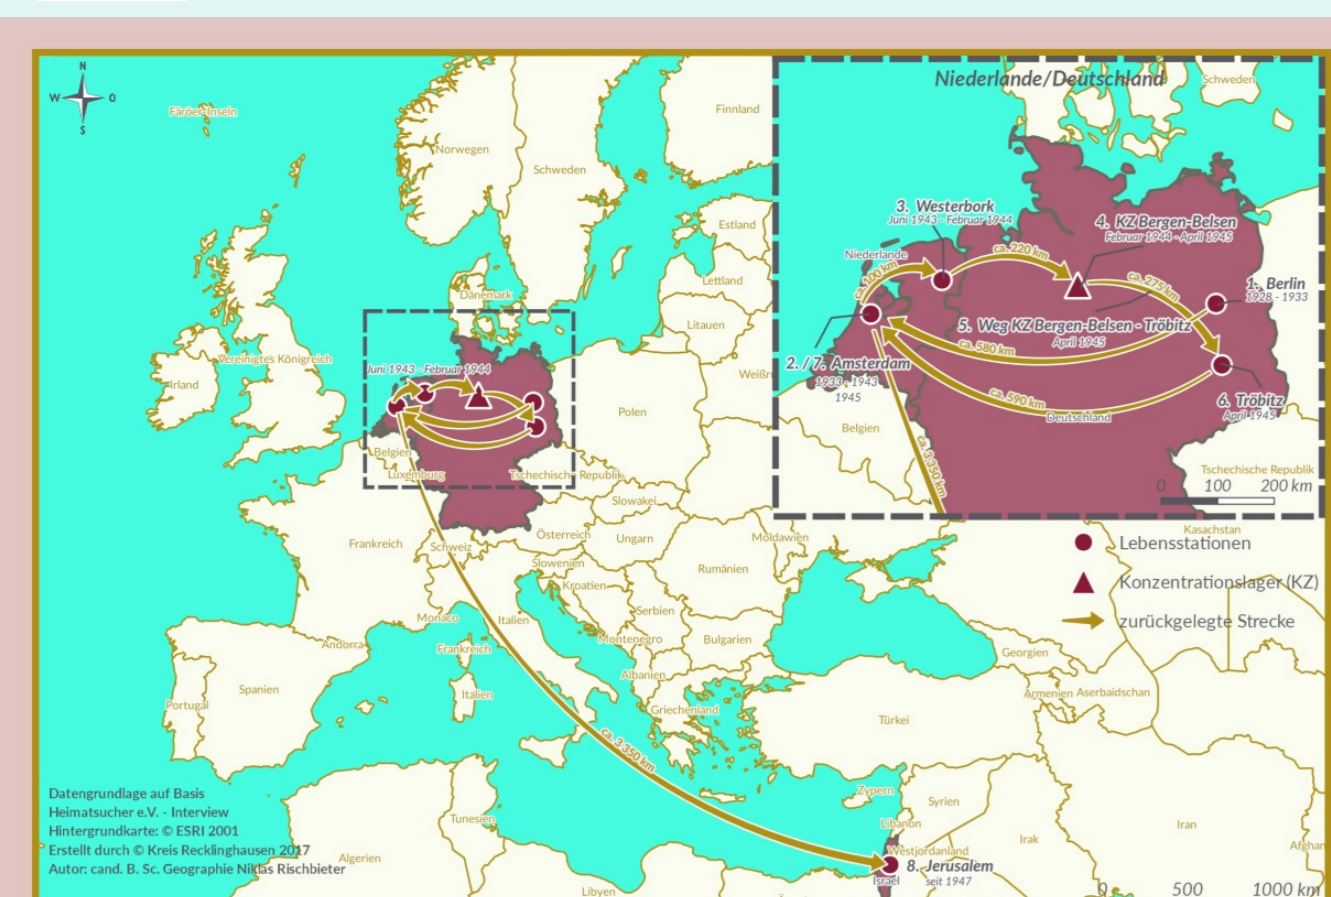 N
W O
S
Färöer-Inseln
Norwegen
Schweden
Finnland
Estland
Lettland
Litauen
Dänemark
Vereinigtes Königreich
Irland
Juni 1943 - Februar 1944
Polen
Belgien
Luxemburg
Tschechische Republik
Slowakei
Frankreich
Schweiz
Österreich
Ungarn
Moldawien
Slowenien
Kroatien
Rumänien
Serbien
Monaco
Italien
Montenegro
Bulgarien
Andorra
Frankreich
Albanien
Italien
Griechenland
Spanien
Portugal
Türkei
Georgien
Armenien
Aserbaidschan
Kasachstan
ca. 3 350 km
Zypern
Syrien
Libanon
Irak
Iran
Westjordanland
8. Jerusalem
seit 1947
Israel
Tunesien
Algerien
Libyen
Niederlande/Deutschland
Schweden
3. Westerbork
Juni 1943 - Februar 1944
4. KZ Bergen-Belsen
Februar 1944 - April 1945
Niederlande
ca. 100 km
ca. 220 km
ca. 275 km
1. Berlin
1928 - 1933
5. Weg KZ Bergen-Belsen - Tröbitz
April 1945
ca. 580 km
2. / 7. Amsterdam
1933 - 1943
1945
ca. 590 km
Deutschland
6. Tröbitz
April 1945
Belgien
ca. 3 350 km
Tschechische Republik
0 100 200 km
Lebensstationen
Konzentrationslager (KZ)
zurückgelegte Strecke
Datengrundlage auf Basis
Heimatsucher e.V. - Interview
Hintergrundkarte: © ESRI 2001
Erstellt durch © Kreis Recklinghausen 2017
Autor: cand. B. Sc. Geographie Niklas Rischbieter
0 500 1000 km